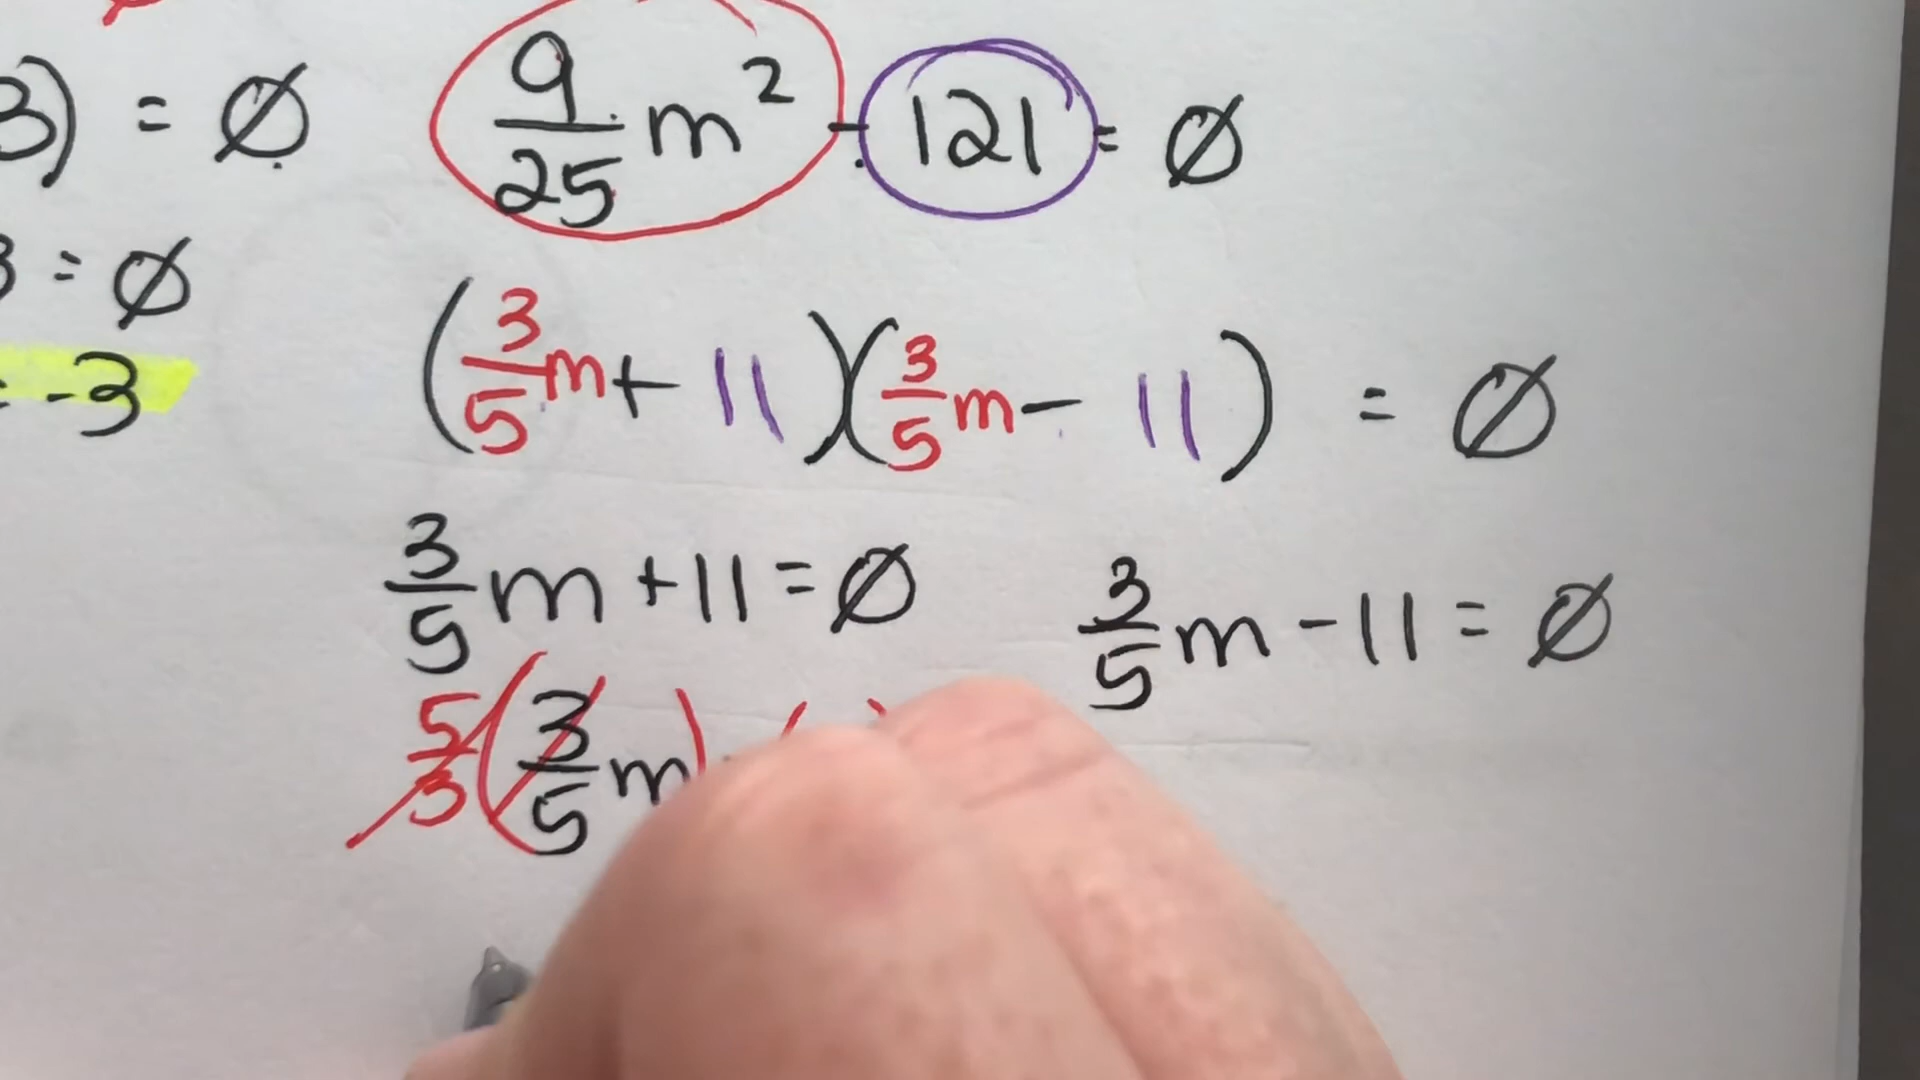 3) = ∅
3 = ∅
= -3
9/25 m² - 121 = ∅
(3/5 m + 11)(3/5 m - 11) = ∅
3/5 m + 11 = ∅
3/5 m - 11 = ∅
5/3 (3/5 m)